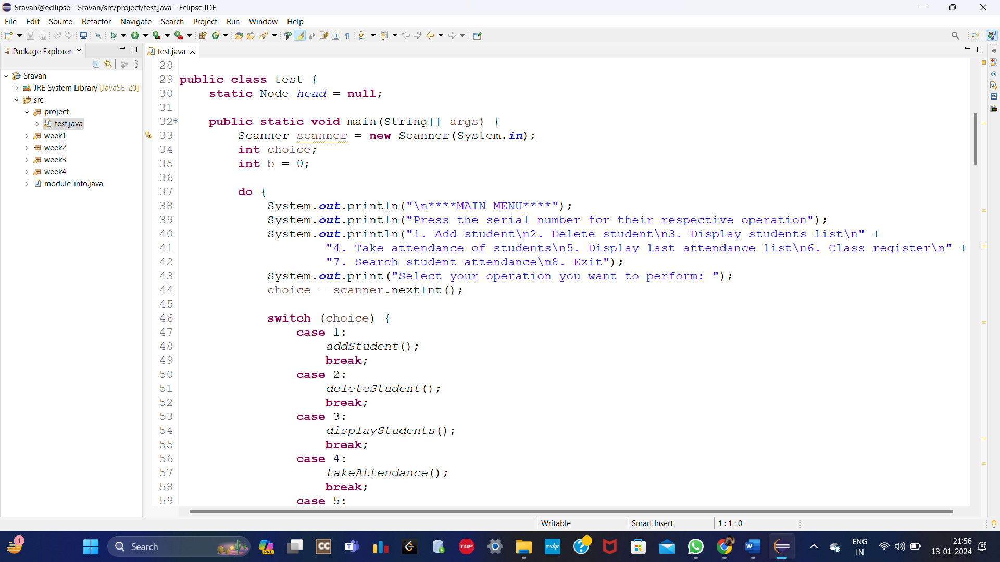 Sravan@ecllipse - Sravan/src/project/test.java - Eclipse IDE
File Edit Source Refactor Navigate Search Project Run Window Help
Package Explorer
test.java
Sravan
JRE System Library [JavaSE-20]
src
project
test.java
week1
week2
week3
week4
module-info.java
28
29 public class test {
30 static Node head = null;
31
32 public static void main(String[] args) {
33 Scanner scanner = new Scanner(System.in);
34 int choice;
35 int b = 0;
36
37 do {
38 System.out.println("\n****MAIN MENU****");
39 System.out.println("Press the serial number for their respective operation");
40 System.out.println("1. Add student\n2. Delete student\n3. Display students list\n" +
41 "4. Take attendance of students\n5. Display last attendance list\n6. Class register\n" +
42 "7. Search student attendance\n8. Exit");
43 System.out.print("Select your operation you want to perform: ");
44 choice = scanner.nextInt();
45
46 switch (choice) {
47 case 1:
48 addStudent();
49 break;
50 case 2:
51 deleteStudent();
52 break;
53 case 3:
54 displayStudents();
55 break;
56 case 4:
57 takeAttendance();
58 break;
59 case 5:
Writable
Smart Insert
1 : 1 : 0
1
Search
PRE
CC
TUF
myhp
ENG
IN
21:56
13-01-2024